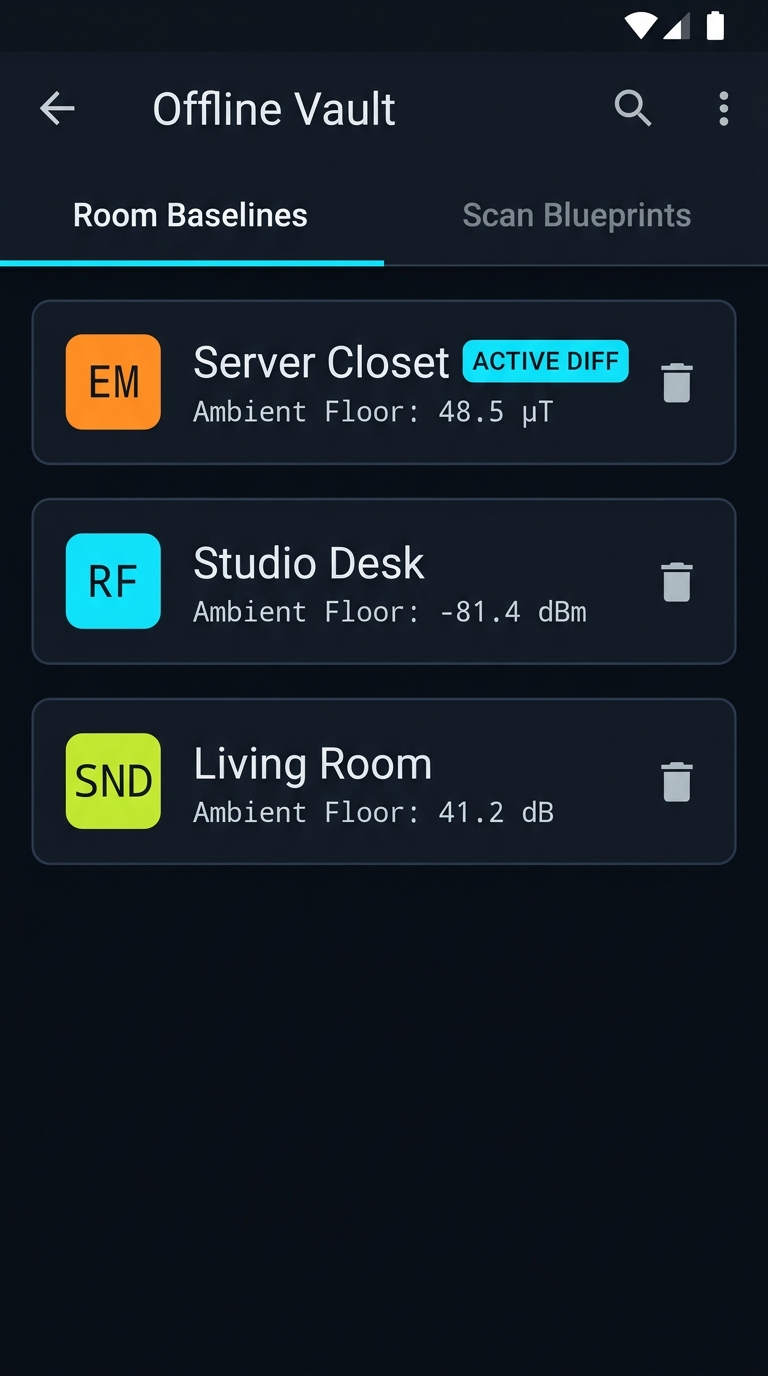 Offline Vault
Room Baselines
Scan Blueprints
EM
Server Closet
ACTIVE DIFF
Ambient Floor: 48.5 µT
RF
Studio Desk
Ambient Floor: -81.4 dBm
SND
Living Room
Ambient Floor: 41.2 dB